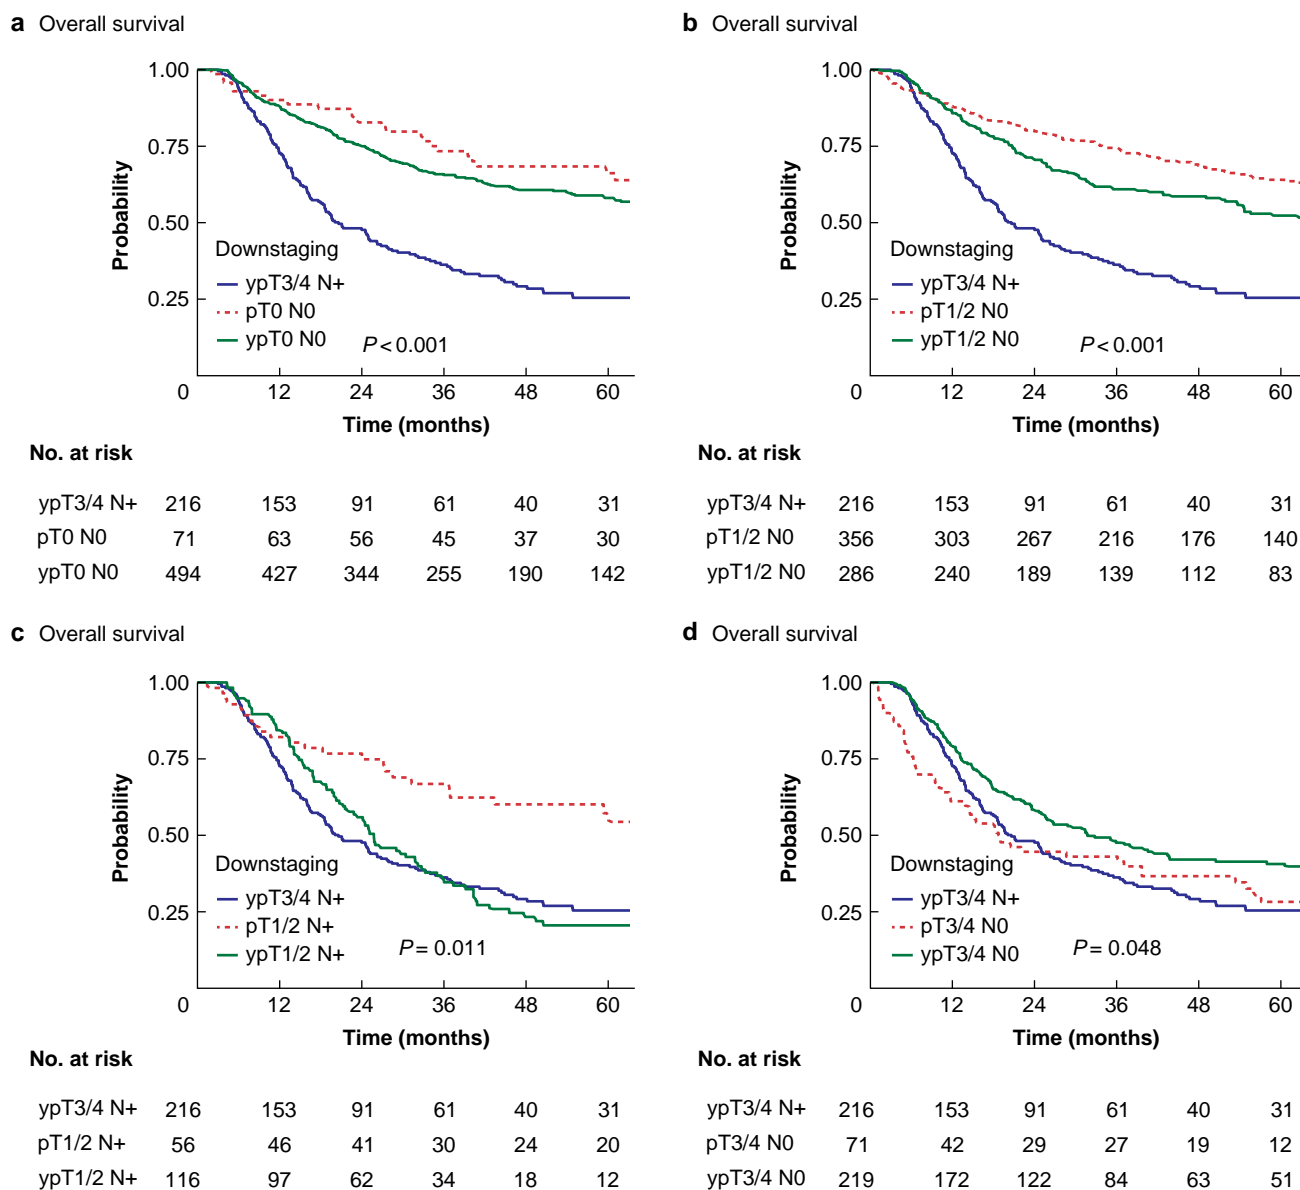 a Overall survival
1.00
0.75
0.50
0.25
0
Probability
Downstaging
ypT3/4 N+
pT0 N0
ypT0 N0
P < 0.001
12 24 36 48 60
Time (months)
No. at risk
ypT3/4 N+ 216 153 91 61 40 31
pT0 N0 71 63 56 45 37 30
ypT0 N0 494 427 344 255 190 142
b Overall survival
1.00
0.75
0.50
0.25
0
Probability
Downstaging
ypT3/4 N+
pT1/2 N0
ypT1/2 N0
P < 0.001
12 24 36 48 60
Time (months)
No. at risk
ypT3/4 N+ 216 153 91 61 40 31
pT1/2 N0 356 303 267 216 176 140
ypT1/2 N0 286 240 189 139 112 83
c Overall survival
1.00
0.75
0.50
0.25
0
Probability
Downstaging
ypT3/4 N+
pT1/2 N+
ypT1/2 N+
P = 0.011
12 24 36 48 60
Time (months)
No. at risk
ypT3/4 N+ 216 153 91 61 40 31
pT1/2 N+ 56 46 41 30 24 20
ypT1/2 N+ 116 97 62 34 18 12
d Overall survival
1.00
0.75
0.50
0.25
0
Probability
Downstaging
ypT3/4 N+
pT3/4 N0
ypT3/4 N0
P = 0.048
12 24 36 48 60
Time (months)
No. at risk
ypT3/4 N+ 216 153 91 61 40 31
pT3/4 N0 71 42 29 27 19 12
ypT3/4 N0 219 172 122 84 63 51